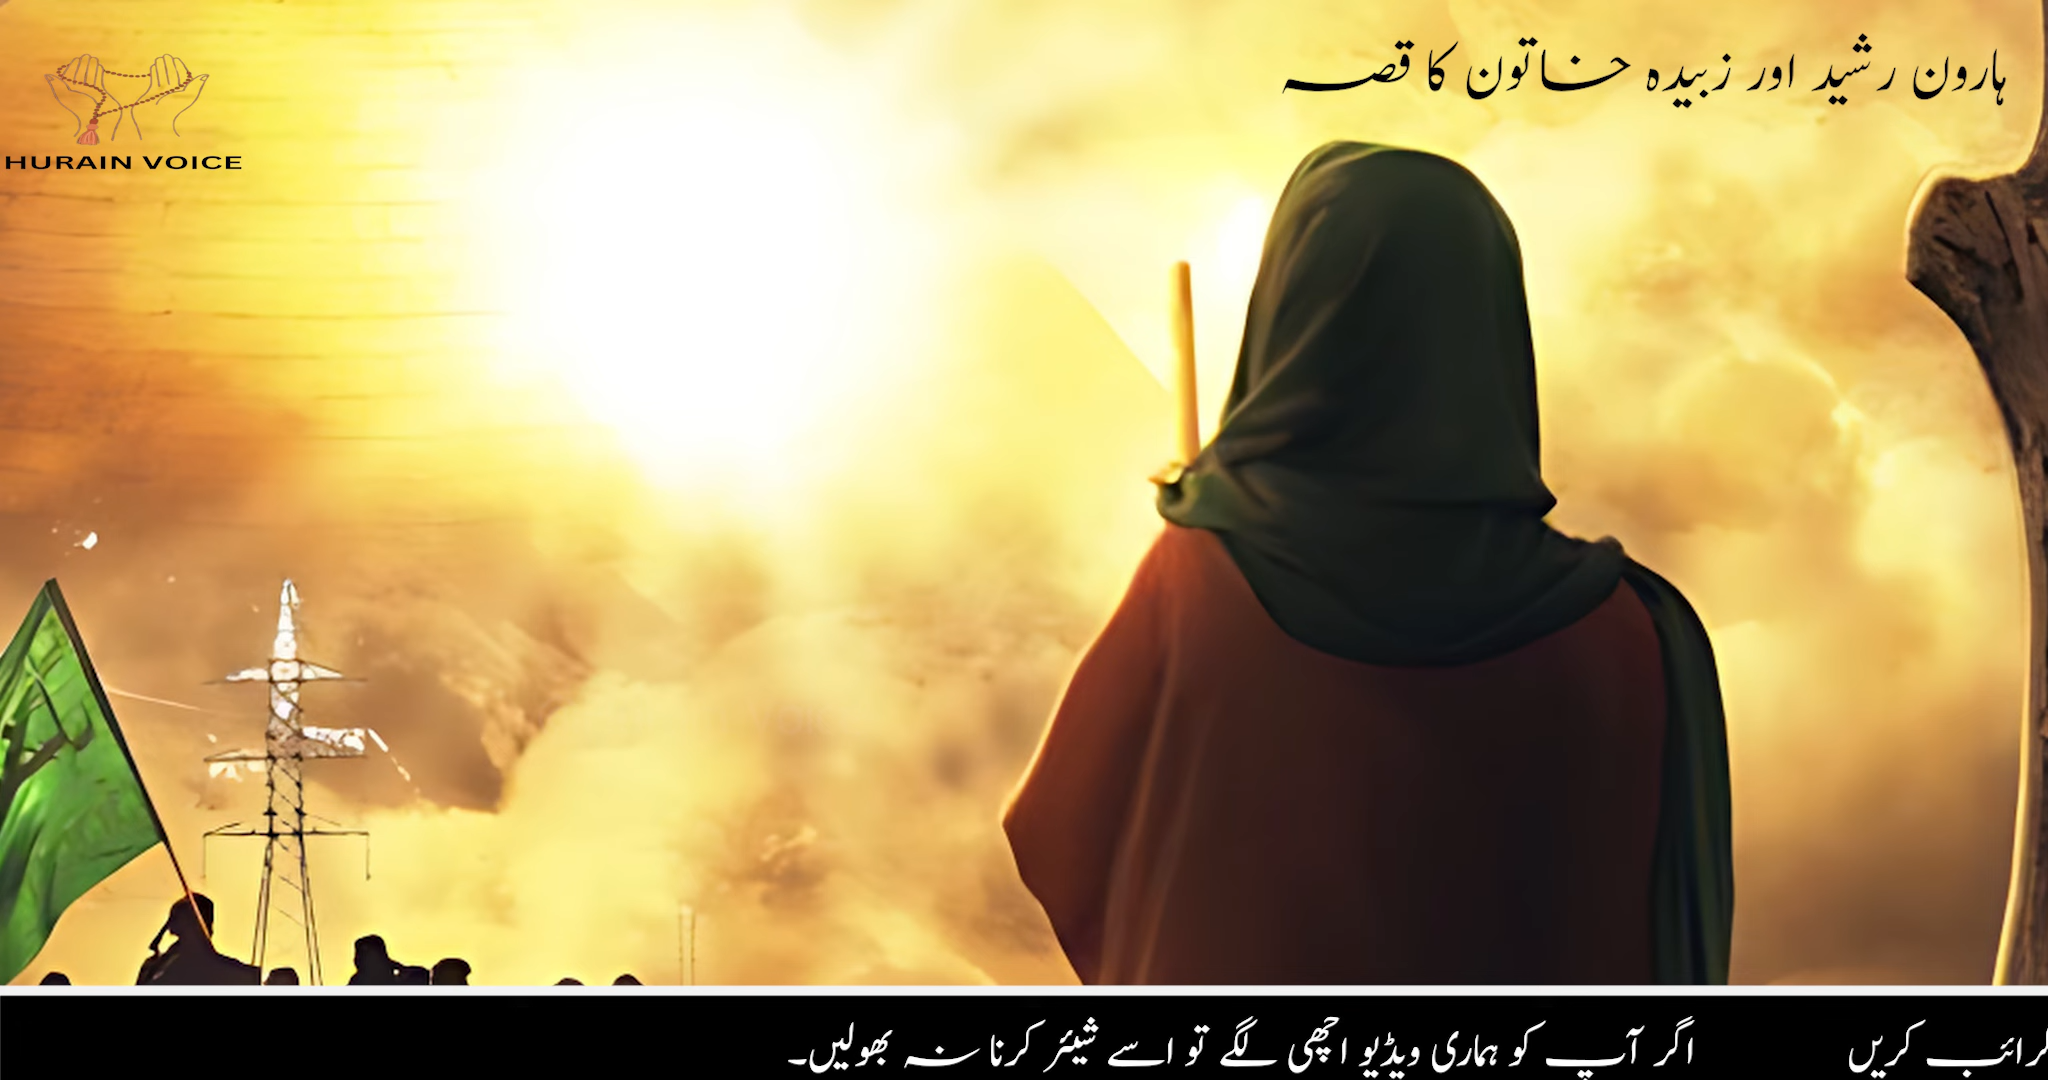 ہارون رشید اور زبیدہ خاتون کا قصہ
HURAIN VOICE
کریں اگر آپ کو ہماری ویڈیو اچھی لگے تو اسے شیئر کرنا نہ بھولیں۔